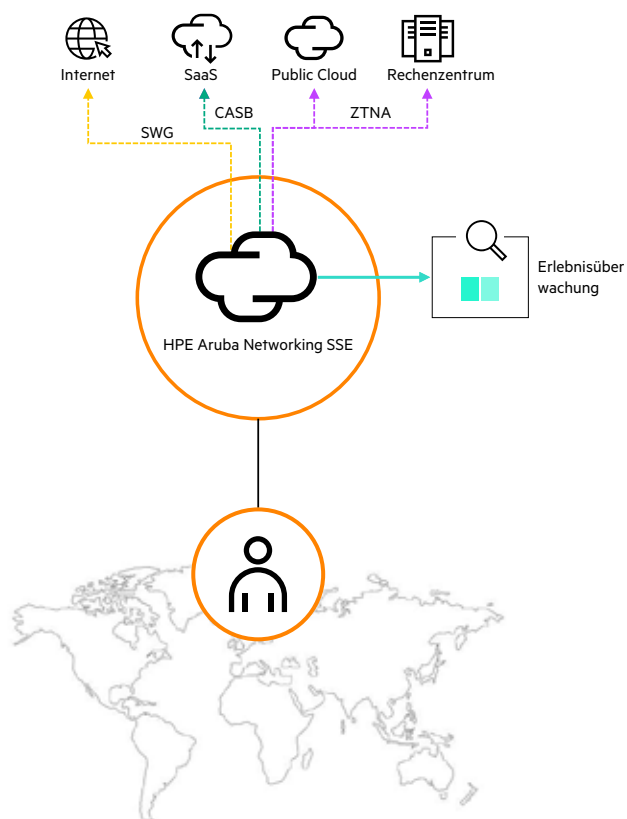 Internet
SaaS
Public Cloud
Rechenzentrum
CASB
ZTNA
SWG
Erlebnisüber
wachung
HPE Aruba Networking SSE